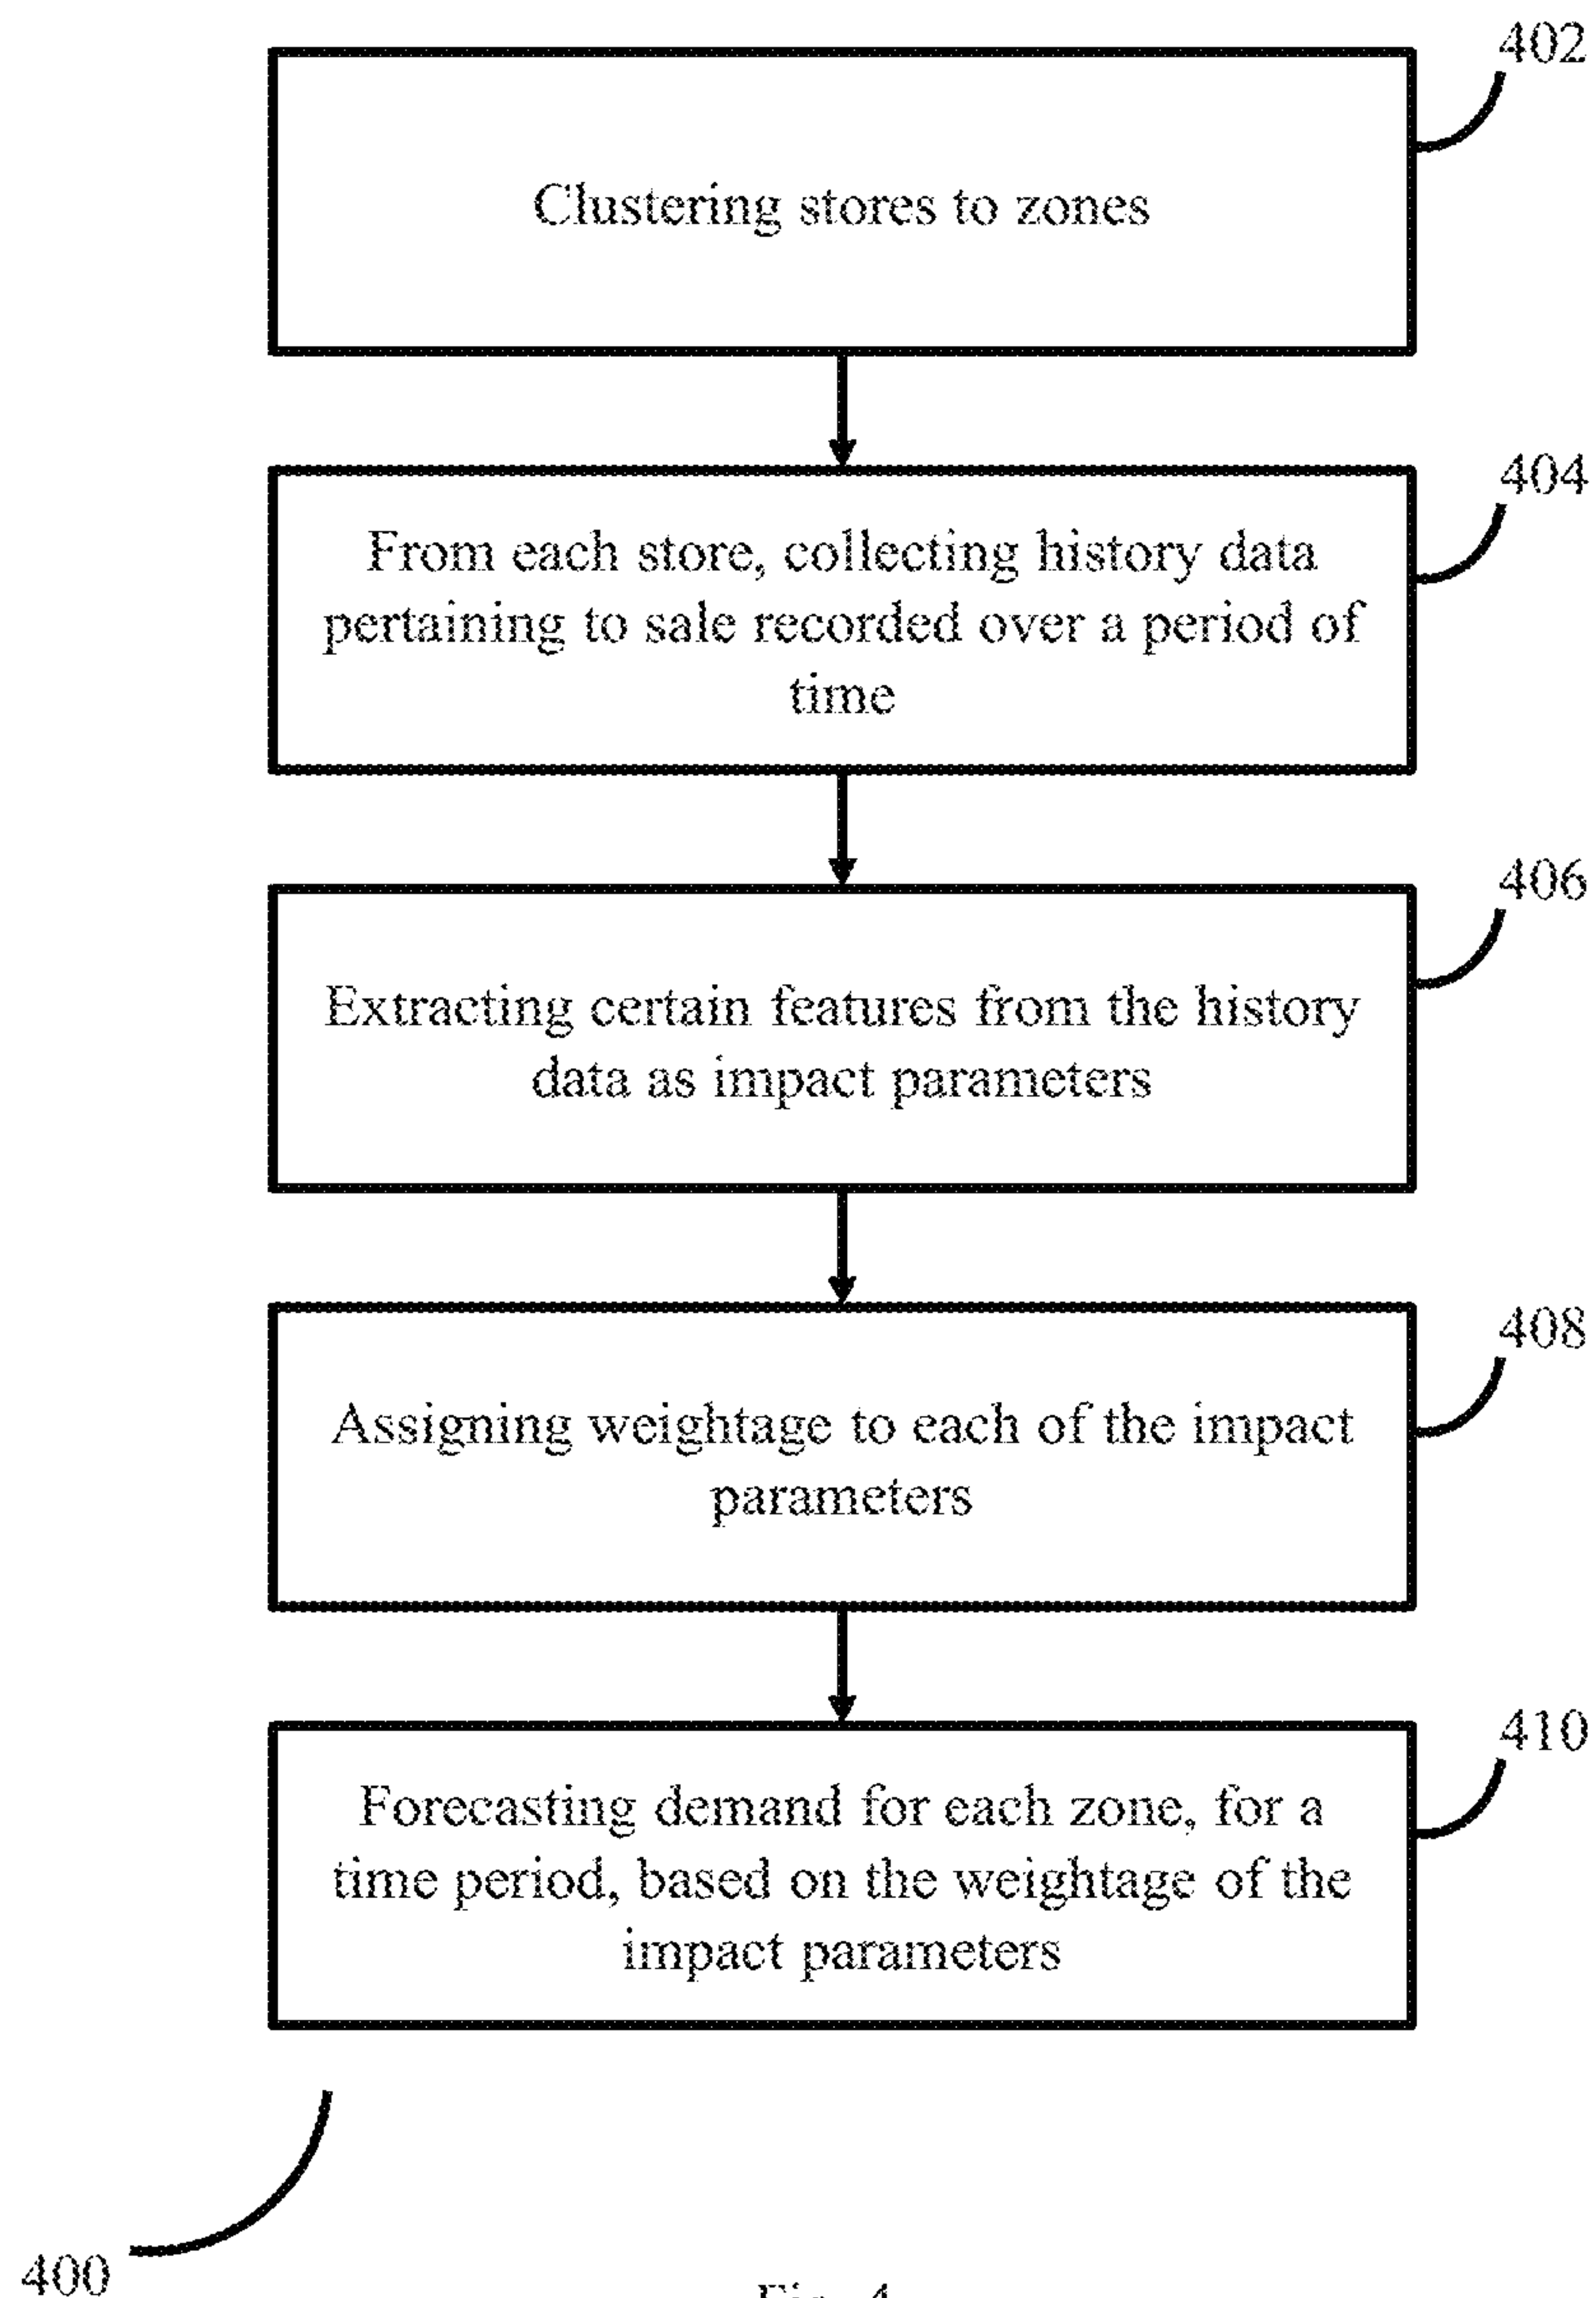 402
Clustering stores to zones
404
From each store, collecting history data
pertaining to sale recorded over a period of
time
406
Extracting certain features from the history
data as impact parameters
408
Assigning weightage to each of the impact
parameters
410
Forecasting demand for each zone, for a
time period, based on the weightage of the
impact parameters
400